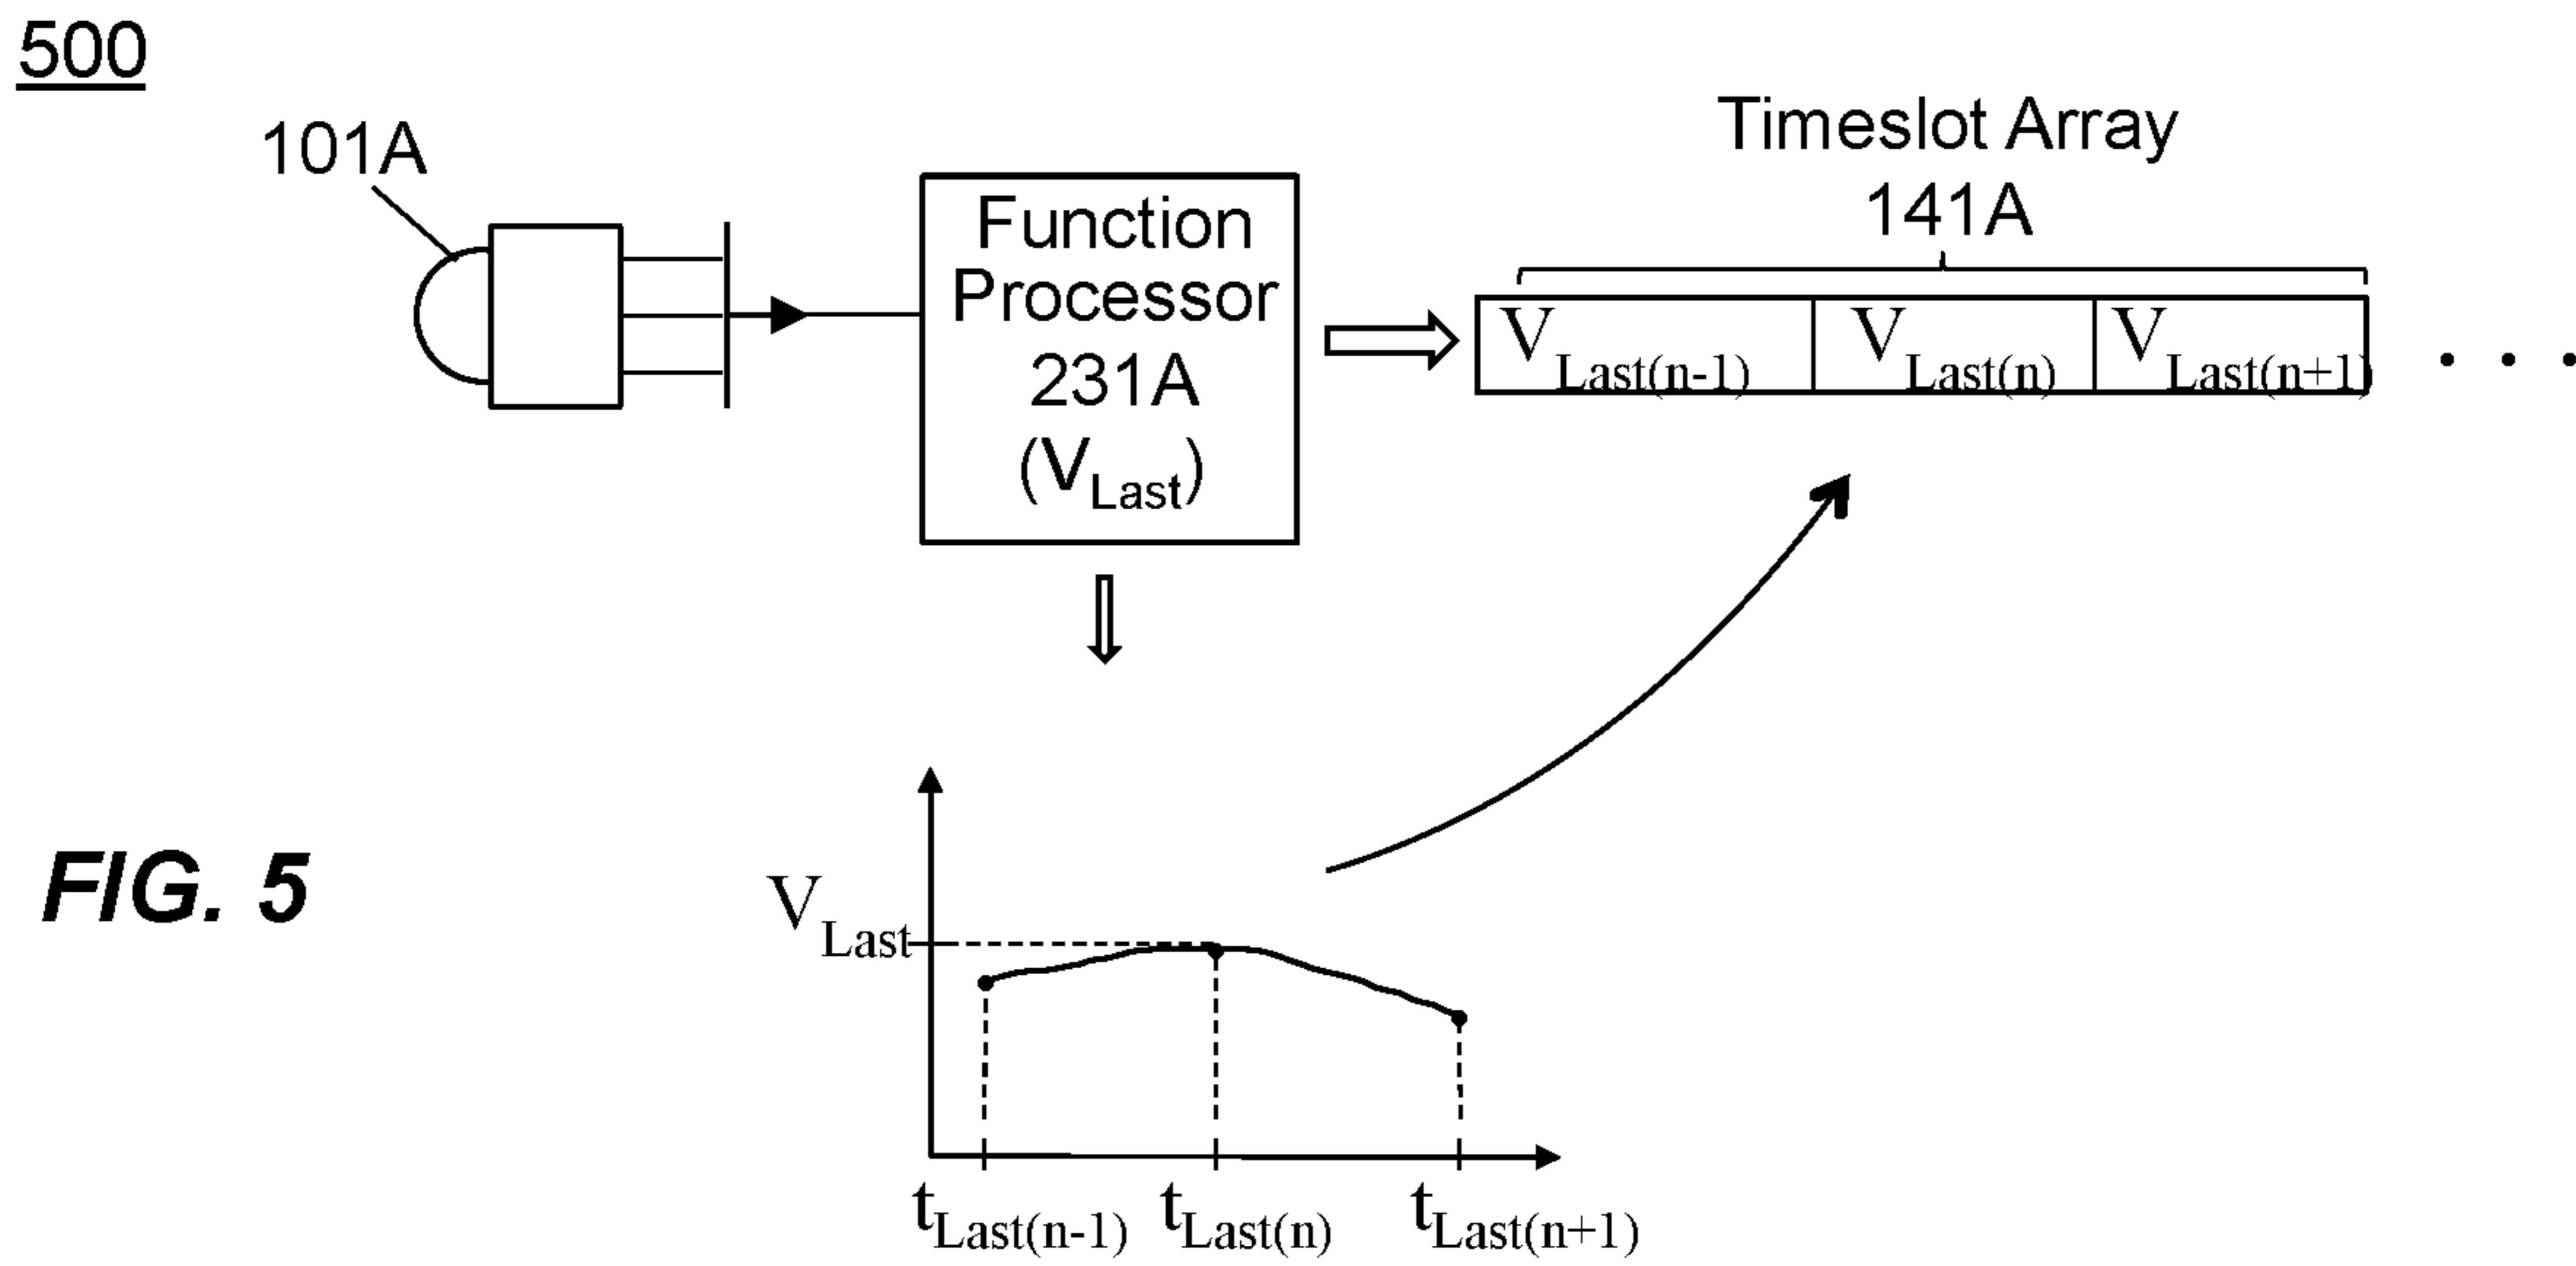 500
101A
Function
Processor
231A
(VLast)
Timeslot Array
141A
VLast(n-1) VLast(n) VLast(n+1) . . .
FIG. 5
VLast
tLast(n-1) tLast(n) tLast(n+1)